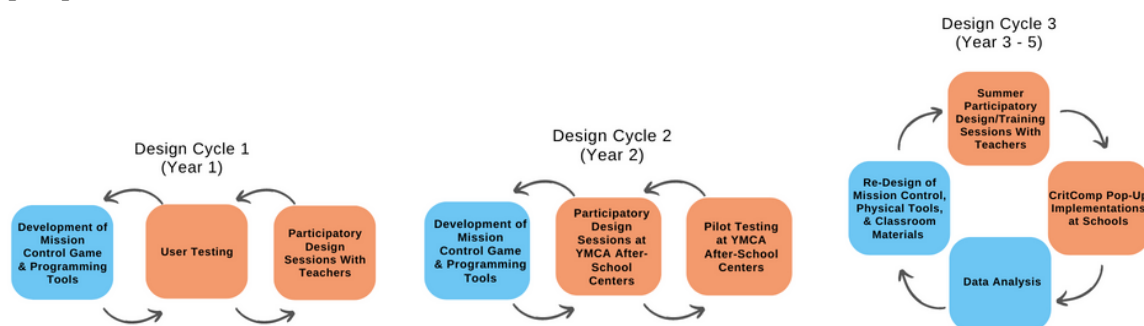 Design Cycle 1
(Year 1)
Development of
Mission
Control Game
& Programming
Tools
User Testing
Participatory
Design
Sessions With
Teachers
Design Cycle 2
(Year 2)
Development of
Mission
Control Game
& Programming
Tools
Participatory
Design
Sessions at
YMCA After-
School
Centers
Pilot Testing
at YMCA
After-School
Centers
Design Cycle 3
(Year 3 - 5)
Summer
Participatory
Design/Training
Sessions With
Teachers
Re-Design of
Mission Control,
Physical Tools,
& Classroom
Materials
CritComp Pop-Up
Implementations
at Schools
Data Analysis